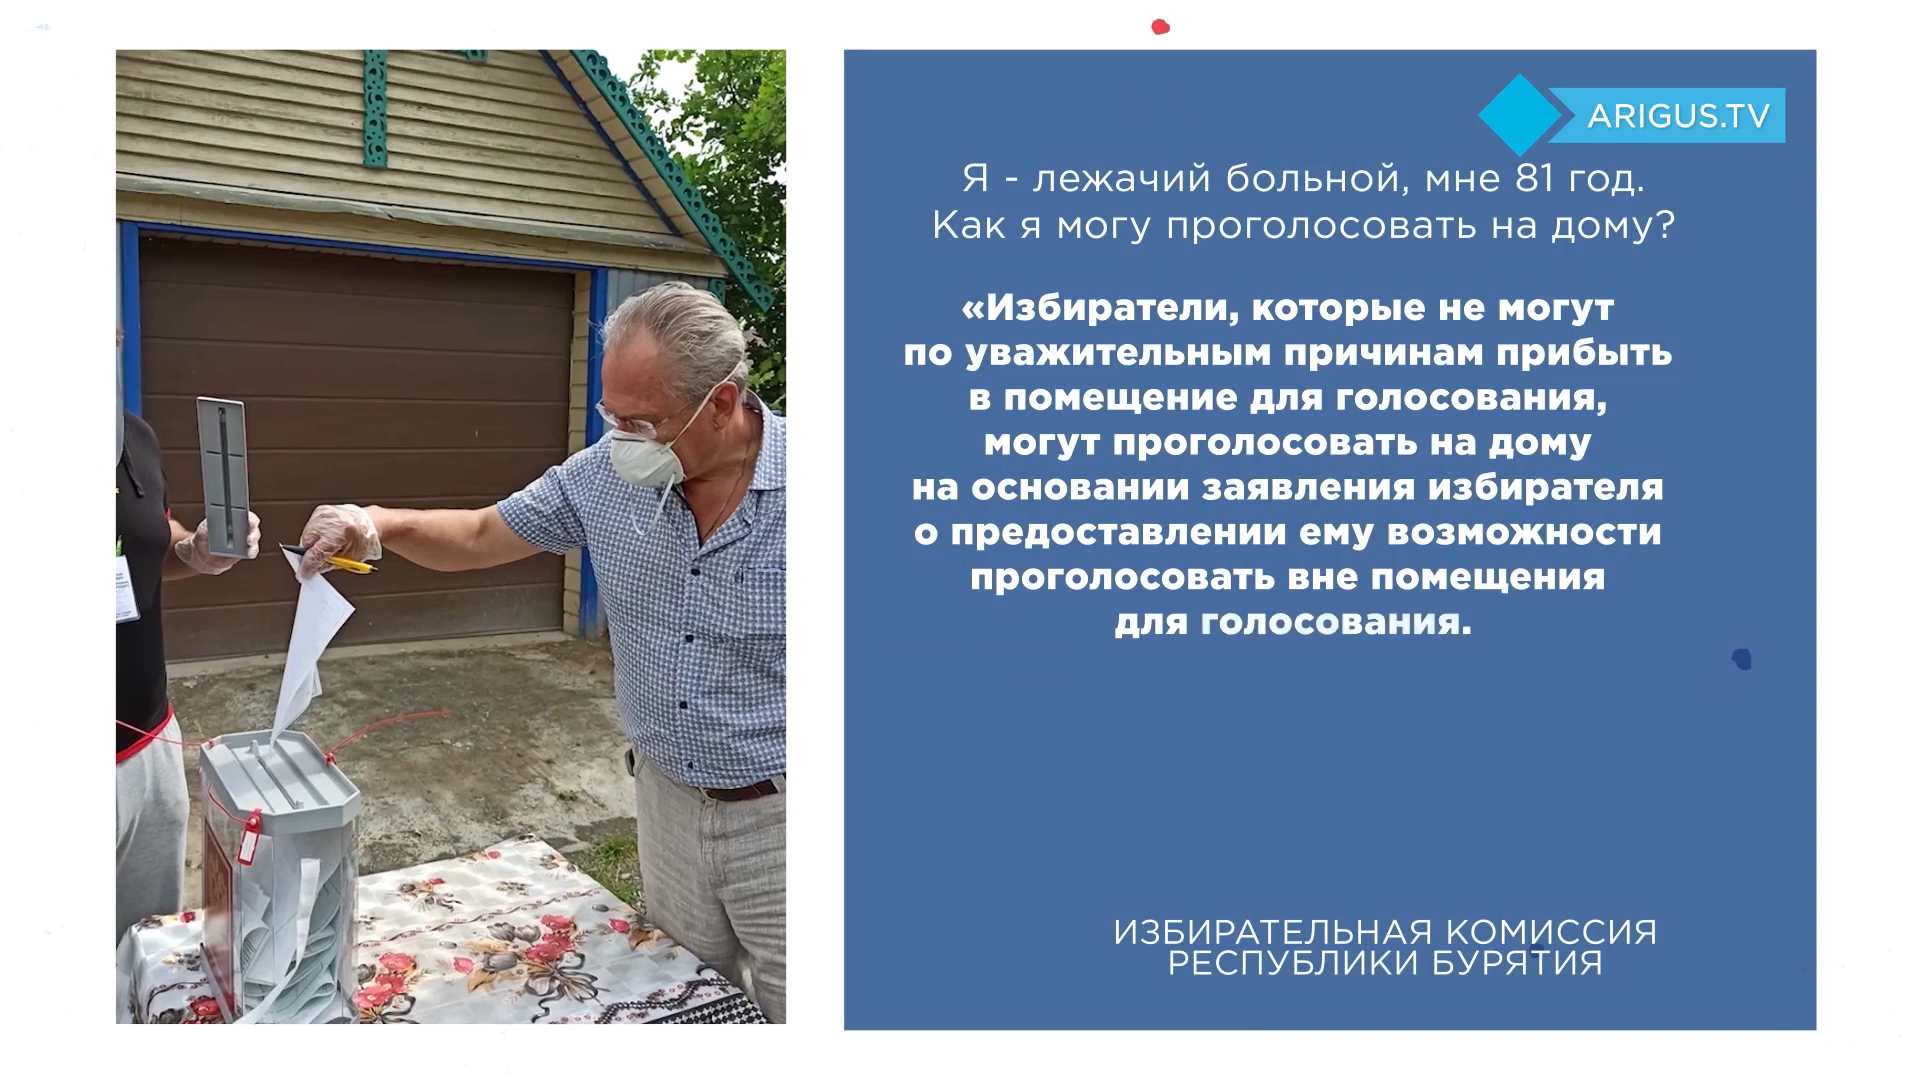 ARIGUS.TV
Я - лежачий больной, мне 81 год.
Как я могу проголосовать на дому?
«Избиратели, которые не могут
по уважительным причинам прибыть
в помещение для голосования,
могут проголосовать на дому
на основании заявления избирателя
о предоставлении ему возможности
проголосовать вне помещения
для голосования.
ИЗБИРАТЕЛЬНАЯ КОМИССИЯ
РЕСПУБЛИКИ БУРЯТИЯ